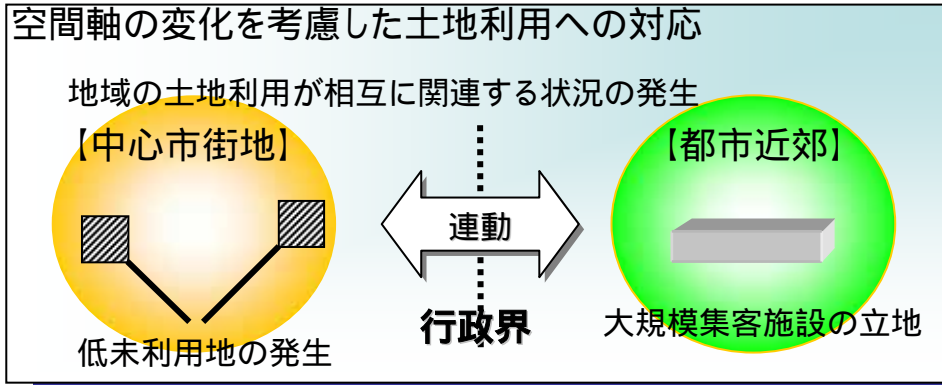 空間軸の変化を考慮した土地利用への対応
地域の土地利用が相互に関連する状況の発生
【中心市街地】
【都市近郊】
連動
行政界
低未利用地の発生
大規模集客施設の立地